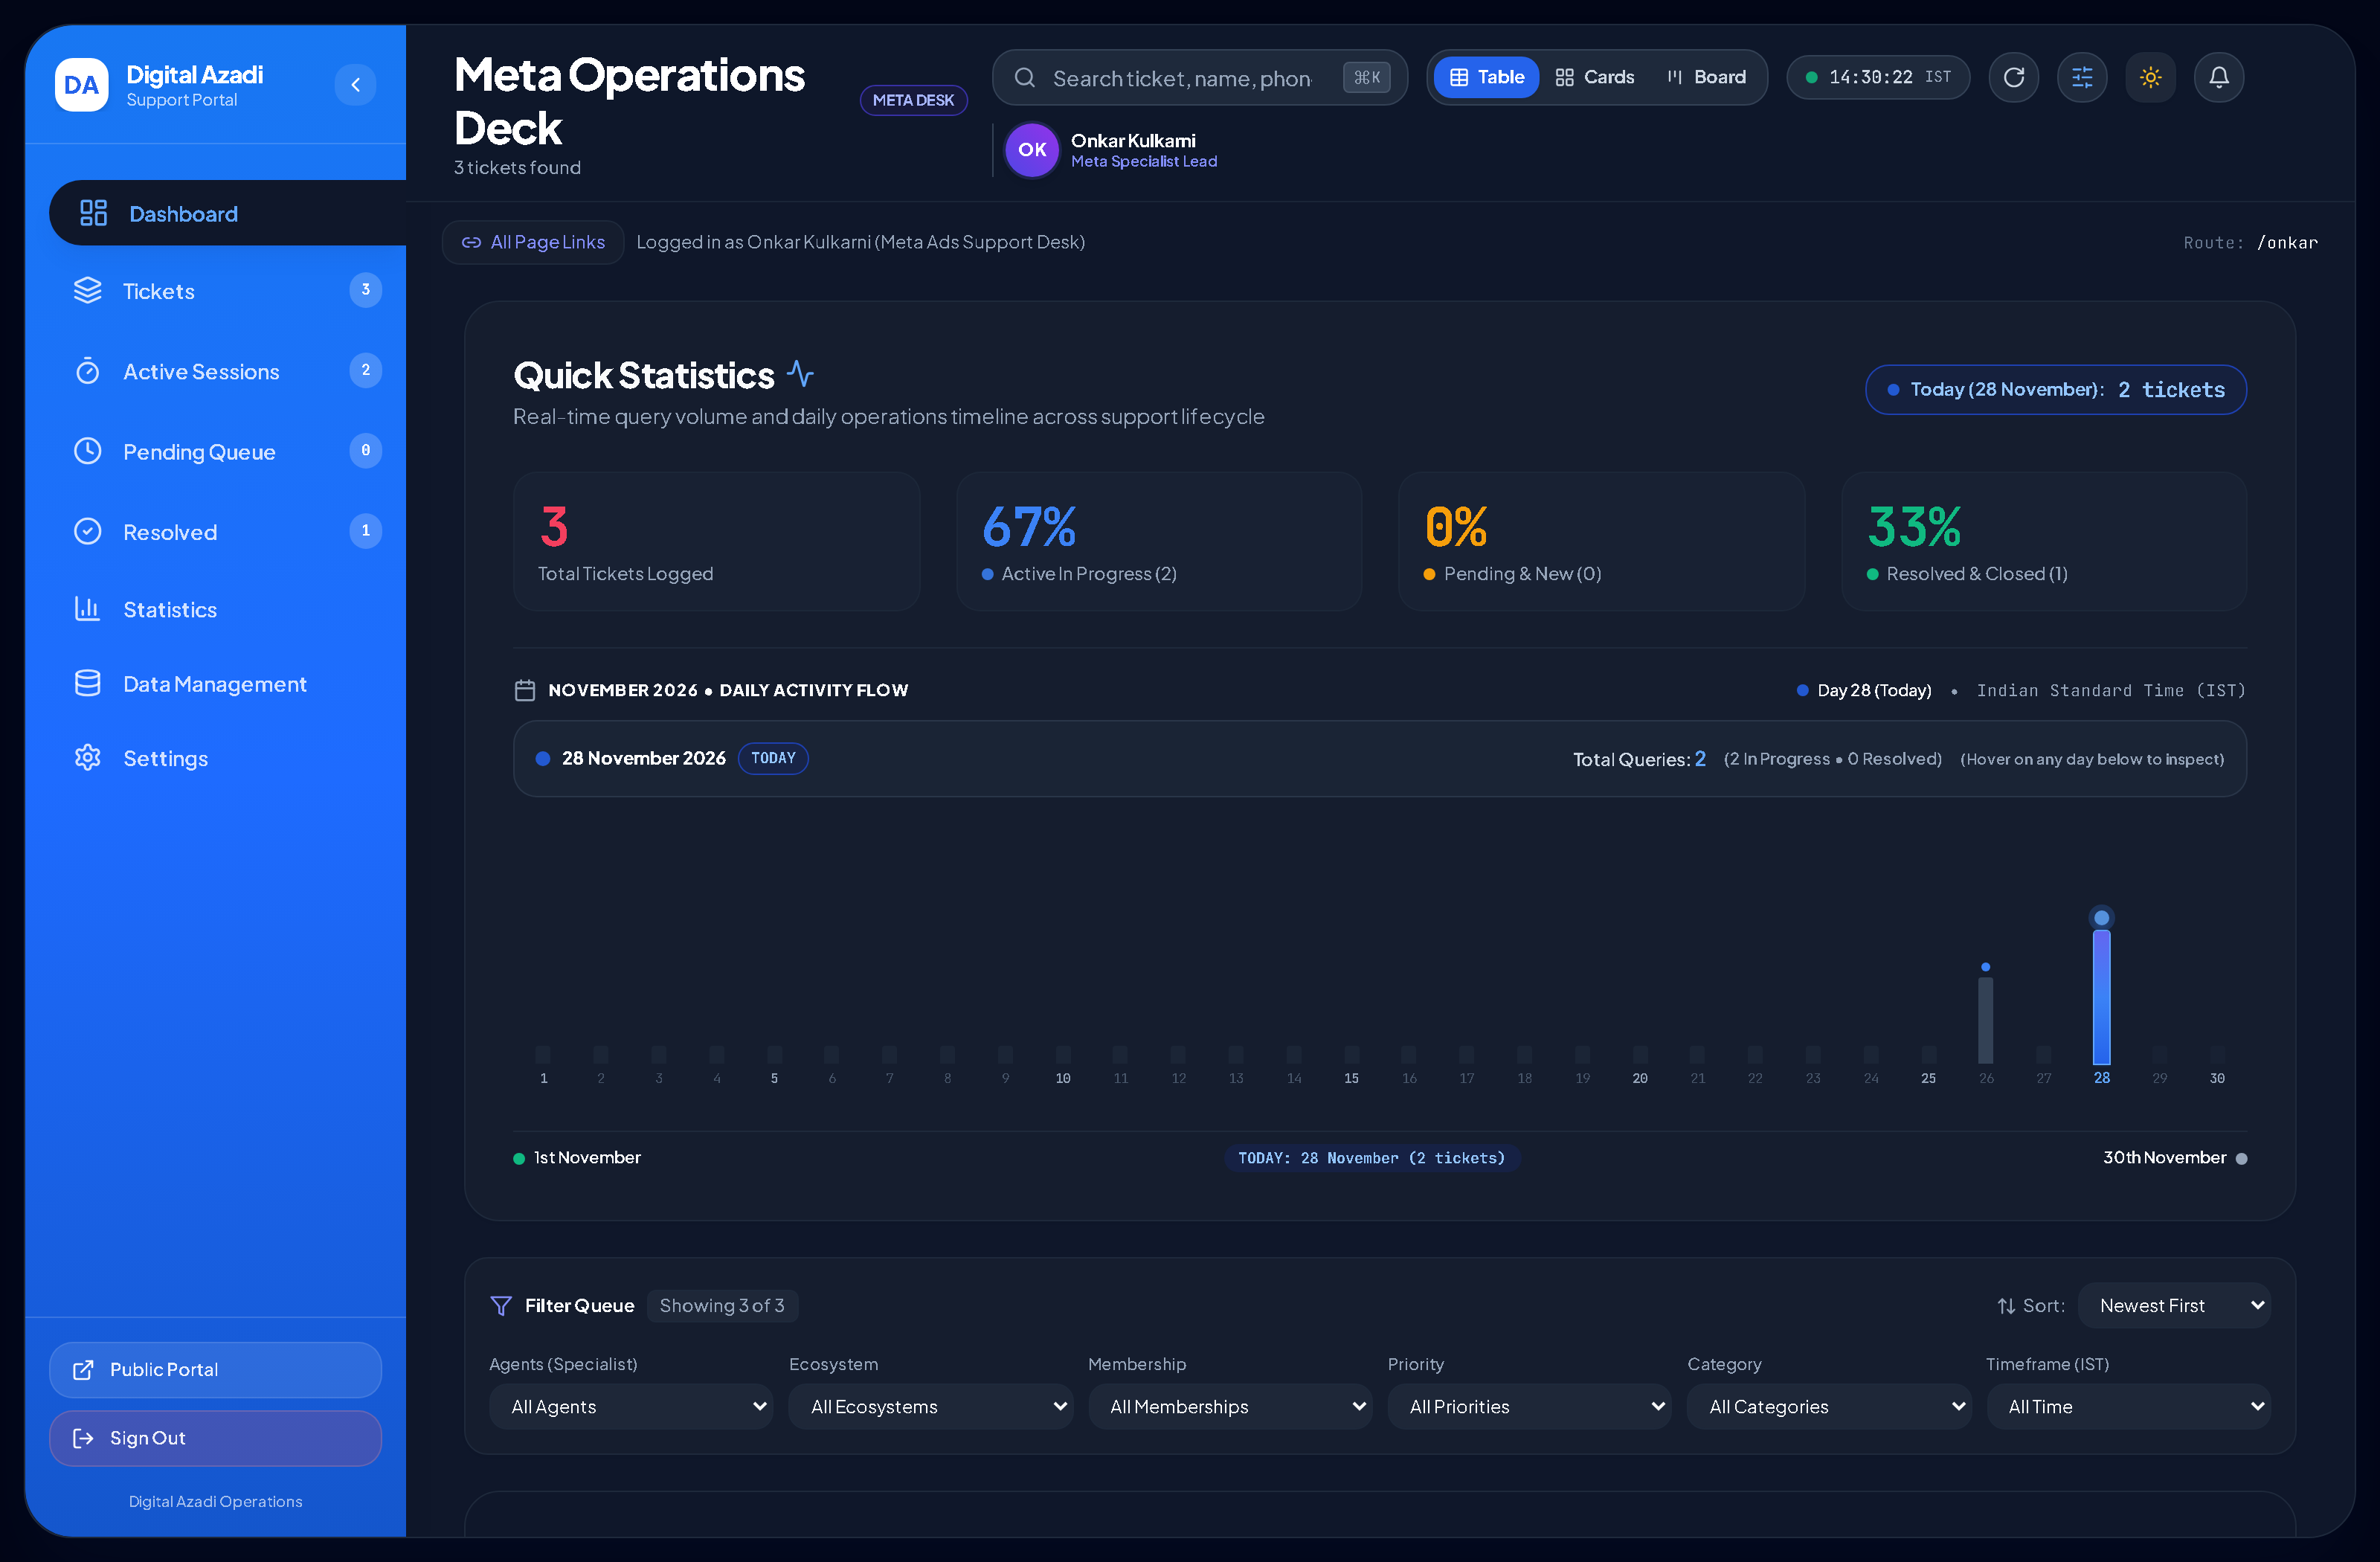 DA
Digital Azadi
Support Portal
Dashboard
Tickets 3
Active Sessions 2
Pending Queue 0
Resolved 1
Statistics
Data Management
Settings
Public Portal
Sign Out
Digital Azadi Operations
Meta Operations
Deck
META DESK
3 tickets found
Search ticket, name, phon
⌘K
Table Cards Board
14:30:22 IST
OK
Onkar Kulkarni
Meta Specialist Lead
All Page Links
Logged in as Onkar Kulkarni (Meta Ads Support Desk)
Route: /onkar
Quick Statistics
Real-time query volume and daily operations timeline across support lifecycle
Today (28 November): 2 tickets
3
Total Tickets Logged
67%
Active In Progress (2)
0%
Pending & New (0)
33%
Resolved & Closed (1)
NOVEMBER 2026 • DAILY ACTIVITY FLOW
Day 28 (Today) • Indian Standard Time (IST)
28 November 2026 TODAY
Total Queries: 2 (2 In Progress • 0 Resolved) (Hover on any day below to inspect)
1 2 3 4 5 6 7 8 9 10 11 12 13 14 15 16 17 18 19 20 21 22 23 24 25 26 27 28 29 30
1st November
TODAY: 28 November (2 tickets)
30th November
Filter Queue Showing 3 of 3
Sort: Newest First
Agents (Specialist) Ecosystem Membership Priority Category Timeframe (IST)
All Agents All Ecosystems All Memberships All Priorities All Categories All Time